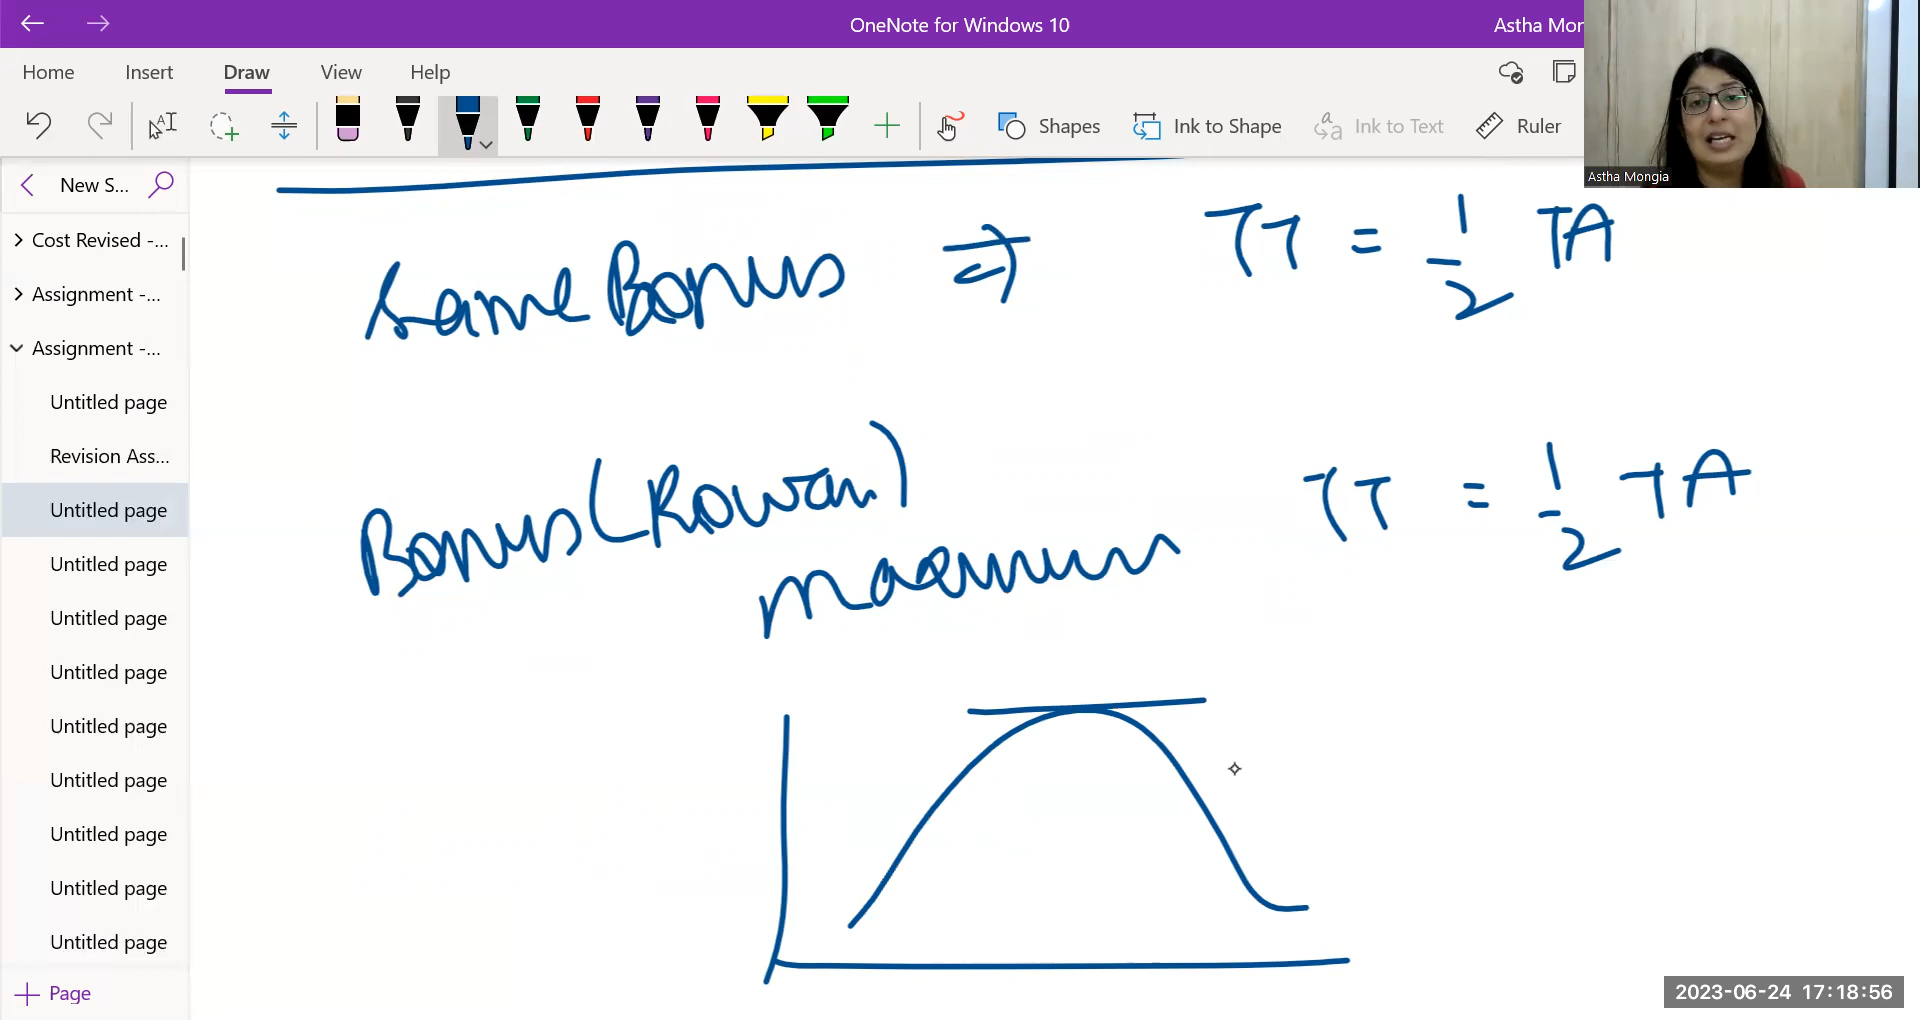 OneNote for Windows 10
Astha Mon
Home Insert Draw View Help
Shapes Ink to Shape Ink to Text Ruler
Astha Mongia
New S...
Cost Revised -...
Assignment -...
Assignment -...
Untitled page
Revision Ass...
Untitled page
Untitled page
Untitled page
Untitled page
Untitled page
Untitled page
Untitled page
Untitled page
Untitled page
Page
Same Bonus ⇒ TT = 1/2 TA
Bonus (Rowan) TT = 1/2 TA
maximum
2023-06-24 17:18:56